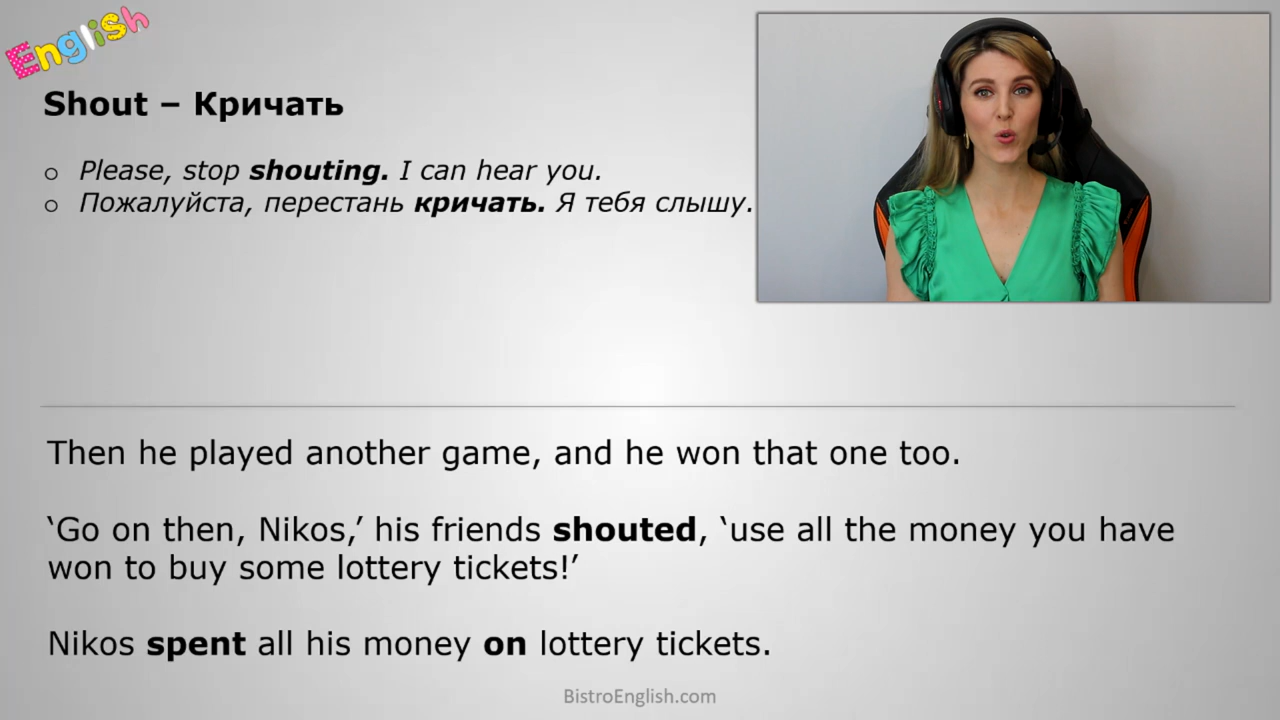 English
Shout – Кричать
o Please, stop shouting. I can hear you.
o Пожалуйста, перестань кричать. Я тебя слышу.
Then he played another game, and he won that one too.
‘Go on then, Nikos,’ his friends shouted, ‘use all the money you have
won to buy some lottery tickets!’
Nikos spent all his money on lottery tickets.
BistroEnglish.com